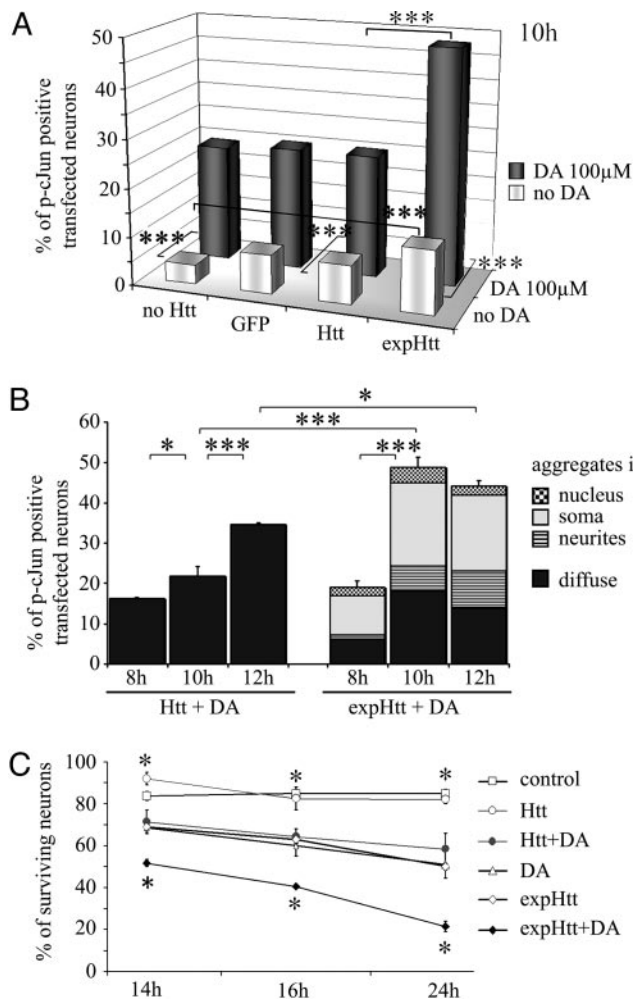 A
50
40
30
20
10
0
% of p-cJun positive
transfected neurons
***
10h
***
***
***
***
DA 100µM
no DA
DA 100µM
no DA
no Htt
GFP
Htt
expHtt
B
60
50
40
30
20
10
0
% of p-cJun positive
transfected neurons
*
***
*
***
***
aggregates i
nucleus
soma
neurites
diffuse
8h
10h
12h
8h
10h
12h
Htt + DA
expHtt + DA
C
100
80
60
40
20
0
% of surviving neurons
*
*
*
*
*
*
control
Htt
Htt+DA
DA
expHtt
expHtt+DA
14h
16h
24h